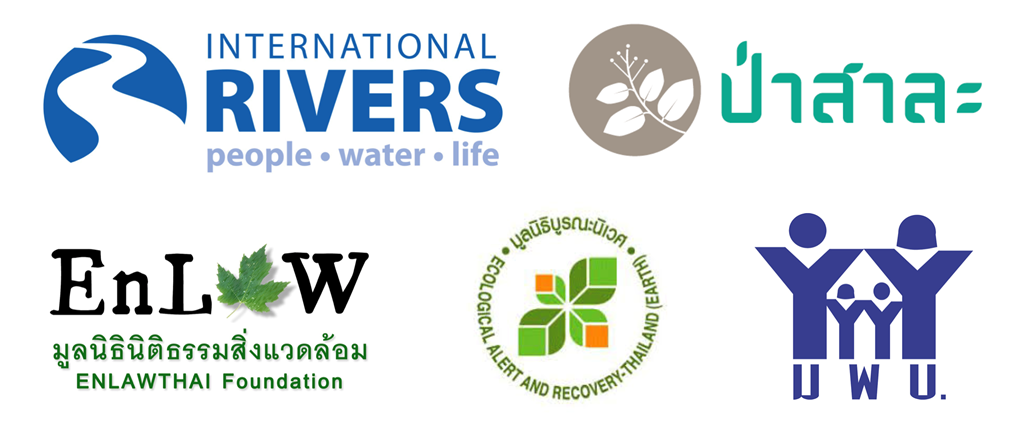 INTERNATIONAL
RIVERS
people • water • life
ป่าสาละ
EnLAW
มูลนิธินิติธรรมสิ่งแวดล้อม
ENLAWTHAI Foundation
• มูลนิธิบูรณะนิเวศ •
ECOLOGICAL ALERT AND RECOVERY-THAILAND (EARTH)
มพบ.